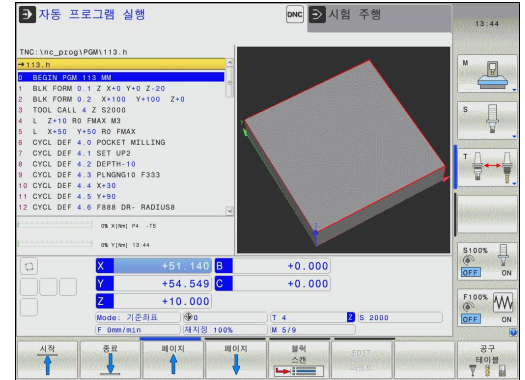 자동 프로그램 실행
DNC
시험 주행
13:44
TNC:\nc_prog\PGM\113.h
→113.h
0 BEGIN PGM 113 MM
1 BLK FORM 0.1 Z X+0 Y+0 Z-20
2 BLK FORM 0.2 X+100 Y+100 Z+0
3 TOOL CALL 4 Z S2000
4 L Z+10 R0 FMAX M3
5 L X+50 Y+50 R0 FMAX
6 CYCL DEF 4.0 POCKET MILLING
7 CYCL DEF 4.1 SET UP2
8 CYCL DEF 4.2 DEPTH-10
9 CYCL DEF 4.3 PLNGNG10 F333
10 CYCL DEF 4.4 X+30
11 CYCL DEF 4.5 Y+90
12 CYCL DEF 4.6 F888 DR- RADIUS8
0% X[Nm] P4 -T5
0% Y[Nm] 13:44
X +51.140 B +0.000
Y +54.549 C +0.000
Z +10.000
Mode: 기준좌표 0 T 4 Z S 2000
F 0mm/min 재지정 100% M 5/9
M
S
T
S100%
OFF ON
F100%
OFF ON
시작
종료
페이지
페이지
블럭
스캔
EDIT
공구
테이블